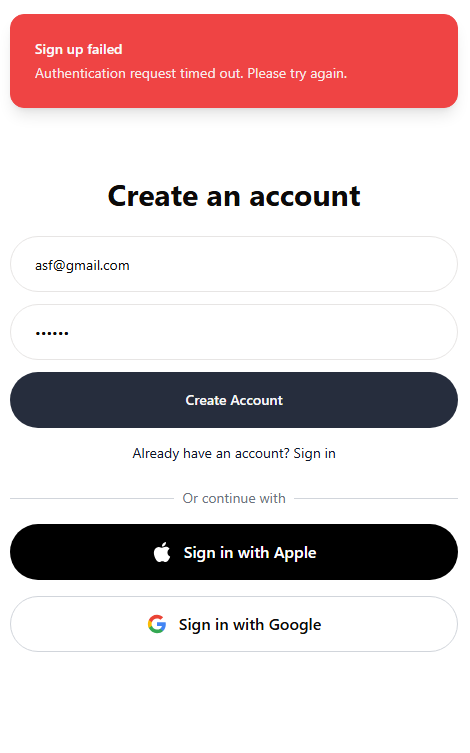 Sign up failed
Authentication request timed out. Please try again.
Create an account
asf@gmail.com
••••••
Create Account
Already have an account? Sign in
Or continue with
Sign in with Apple
Sign in with Google